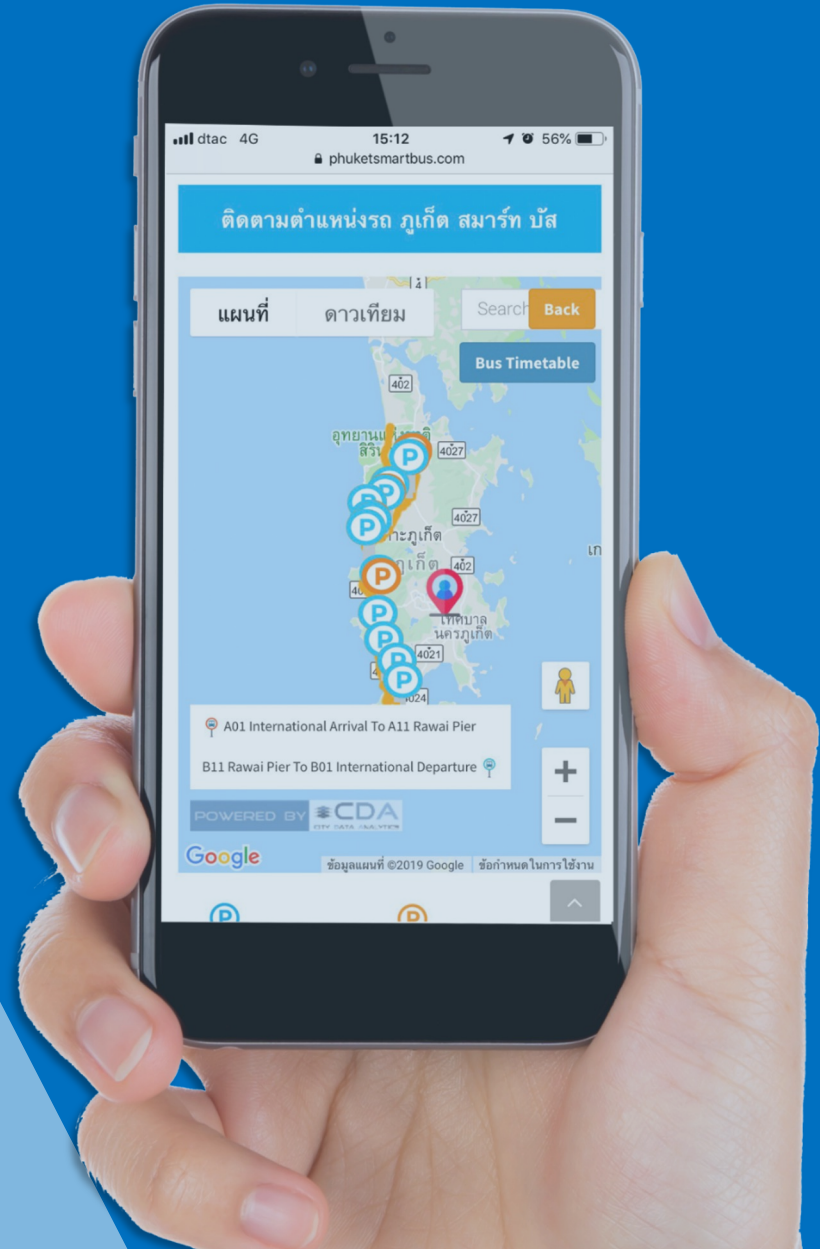 dtac 4G 15:12 56%
phuketsmartbus.com
ติดตามตำแหน่งรถ ภูเก็ต สมาร์ท บัส
4
แผนที่ ดาวเทียม Search Back
Bus Timetable
402
4027
4027
402
เทศบาล
นครภูเก็ต
4021
A01 International Arrival To A11 Rawai Pier
B11 Rawai Pier To B01 International Departure
POWERED BY CDA
CITY DATA ANALYTICS
Google ข้อมูลแผนที่ ©2019 Google ข้อกำหนดในการใช้งาน
P P